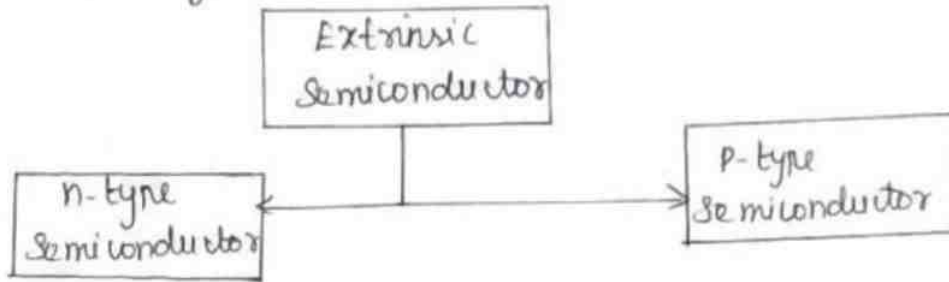 Extrinsic
Semiconductor
n-type
Semiconductor
P-type
Semiconductor